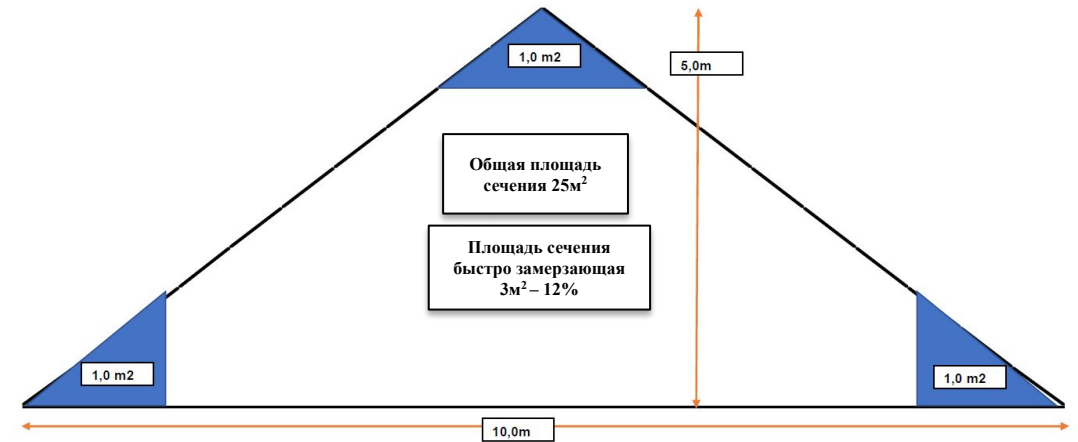 1,0 m2
5,0m
Общая площадь
сечения 25м²
Площадь сечения
быстро замерзающая
3м² – 12%
1,0 m2
1,0 m2
10,0m